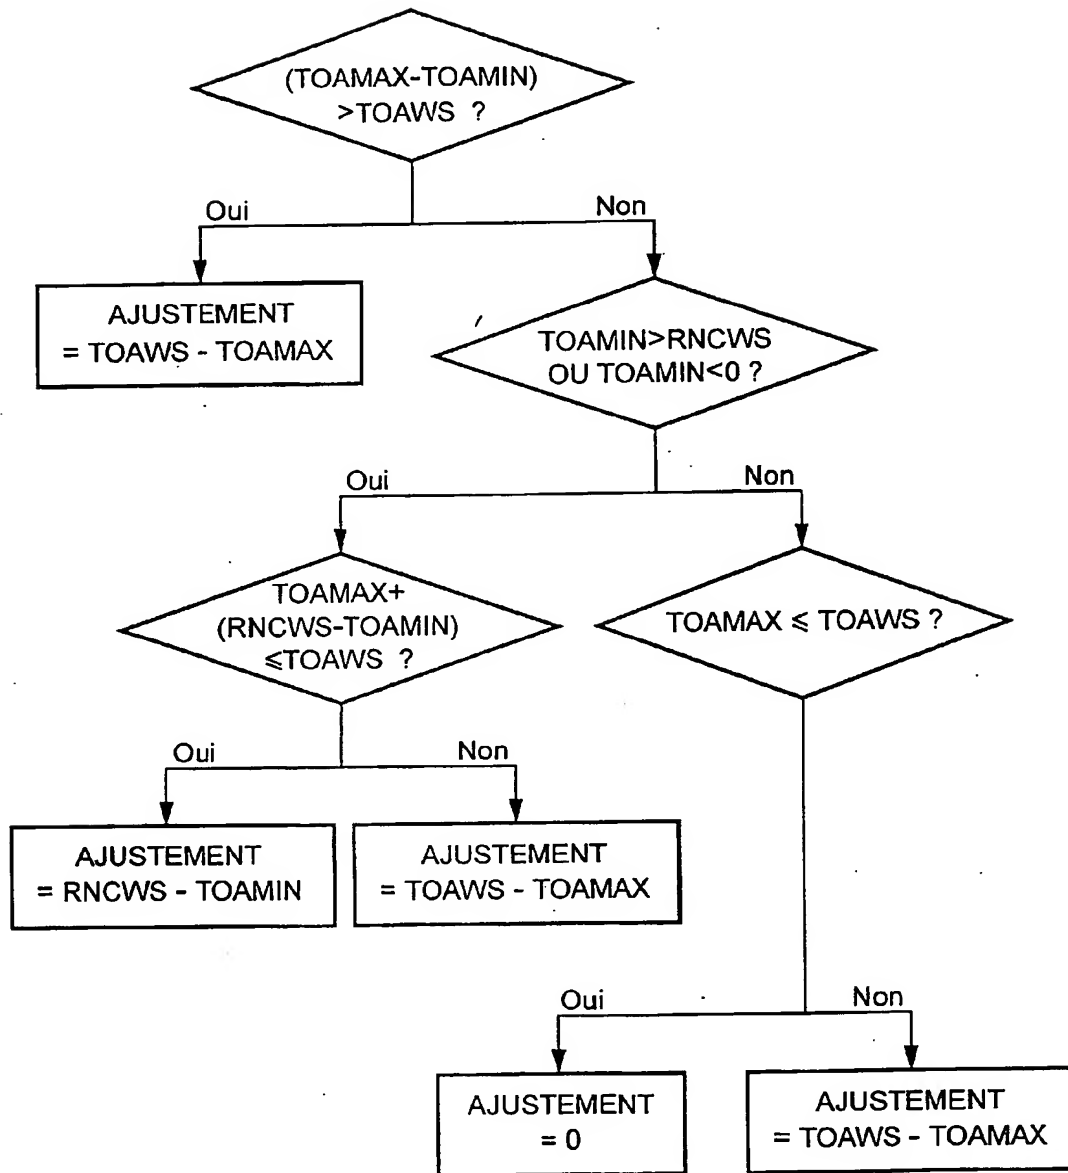 (TOAMAX-TOAMIN)
>TOAWS ?
Oui
Non
AJUSTEMENT
= TOAWS - TOAMAX
TOAMIN>RNCWS
OU TOAMIN<0 ?
Oui
Non
TOAMAX+
(RNCWS-TOAMIN)
⩽TOAWS ?
TOAMAX ⩽ TOAWS ?
Oui
Non
AJUSTEMENT
= RNCWS - TOAMIN
AJUSTEMENT
= TOAWS - TOAMAX
Oui
Non
AJUSTEMENT
= 0
AJUSTEMENT
= TOAWS - TOAMAX